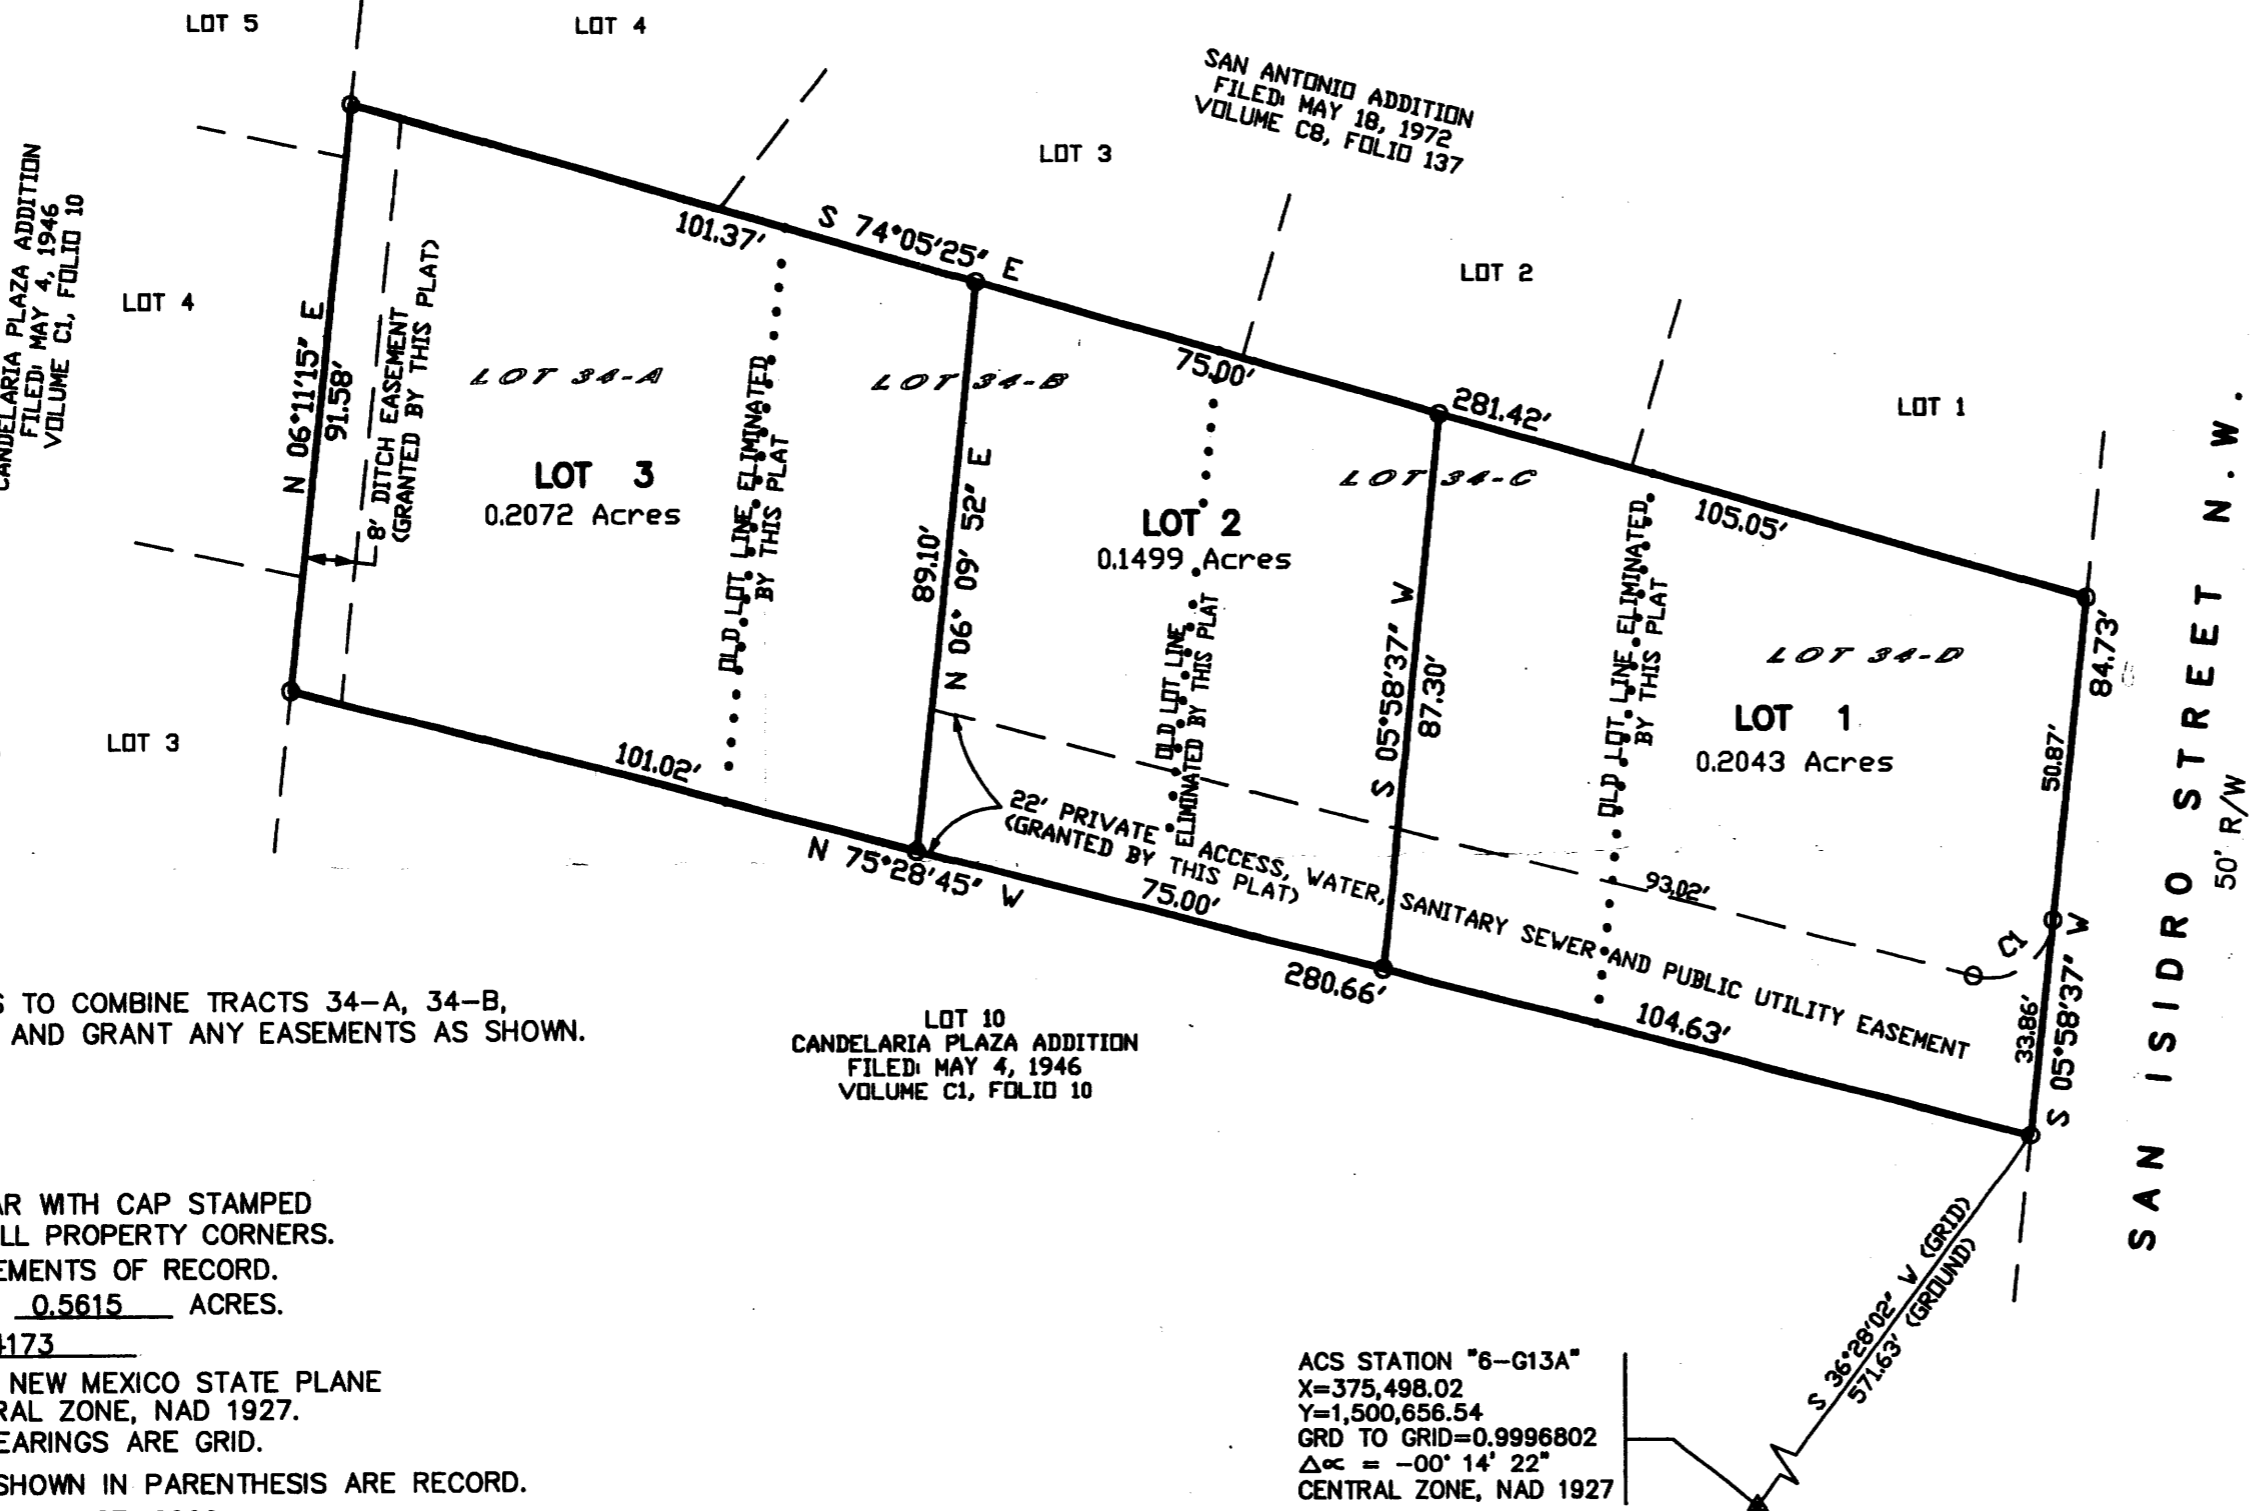 LOT 5
LOT 4
SAN ANTONIO ADDITION
FILED: MAY 18, 1972
VOLUME C8, FOLIO 137
LOT 3
LOT 2
LOT 1
CANDELARIA PLAZA ADDITION
FILED: MAY 4, 1946
VOLUME C1, FOLIO 10
LOT 4
LOT 3
N 06°11'15" E
91.58'
8' DITCH EASEMENT
(GRANTED BY THIS PLAT)
101.37'
S 74°05'25" E
75.00'
281.42'
105.05'
LOT 34-A
LOT 34-B
LOT 34-C
LOT 34-D
LOT 3
0.2072 Acres
OLD LOT LINE ELIMINATED
BY THIS PLAT
89.10'
N 06° 09' 52" E
LOT 2
0.1499 Acres
OLD LOT LINE
ELIMINATED BY THIS PLAT
S 05°58'37" W
87.30'
OLD LOT LINE ELIMINATED
BY THIS PLAT
LOT 1
0.2043 Acres
84.73'
50.87'
33.86'
S 05°58'37" W
C1
SAN ISIDRO STREET N.W.
50' R/W
101.02'
N 75°28'45" W
75.00'
280.66'
104.63'
93.02'
22' PRIVATE ACCESS, WATER, SANITARY SEWER AND PUBLIC UTILITY EASEMENT
(GRANTED BY THIS PLAT)
S TO COMBINE TRACTS 34-A, 34-B,
AND GRANT ANY EASEMENTS AS SHOWN.
LOT 10
CANDELARIA PLAZA ADDITION
FILED: MAY 4, 1946
VOLUME C1, FOLIO 10
AR WITH CAP STAMPED
LL PROPERTY CORNERS.
EMENTS OF RECORD.
0.5615 ACRES.
4173
NEW MEXICO STATE PLANE
RAL ZONE, NAD 1927.
EARINGS ARE GRID.
SHOWN IN PARENTHESIS ARE RECORD.
S 36°28'02" W (GRID)
571.63' (GROUND)
ACS STATION "6-G13A"
X=375,498.02
Y=1,500,656.54
GRD TO GRID=0.9996802
Δ∝ = -00° 14' 22"
CENTRAL ZONE, NAD 1927